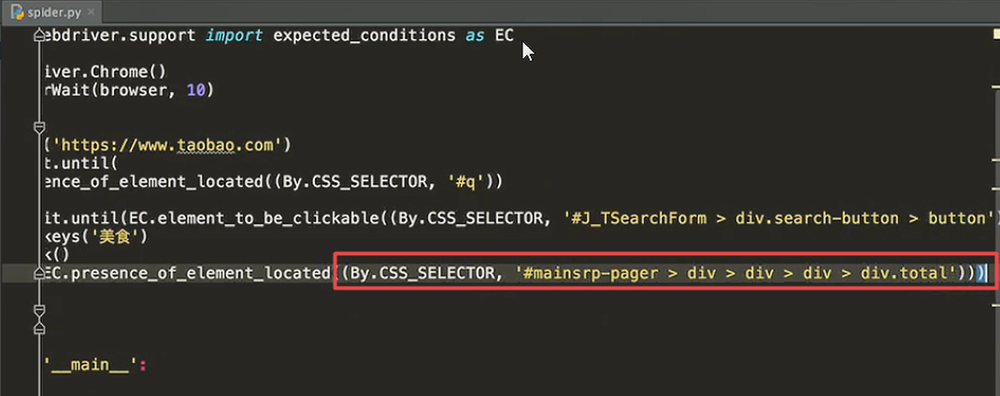 spider.py
ebdriver.support import expected_conditions as EC
iver.Chrome()
rWait(browser, 10)
('https://www.taobao.com')
t.until(
ence_of_element_located((By.CSS_SELECTOR, '#q'))
it.until(EC.element_to_be_clickable((By.CSS_SELECTOR, '#J_TSearchForm > div.search-button > button')
keys('美食')
k()
EC.presence_of_element_located((By.CSS_SELECTOR, '#mainsrp-pager > div > div > div > div.total')))
'__main__':